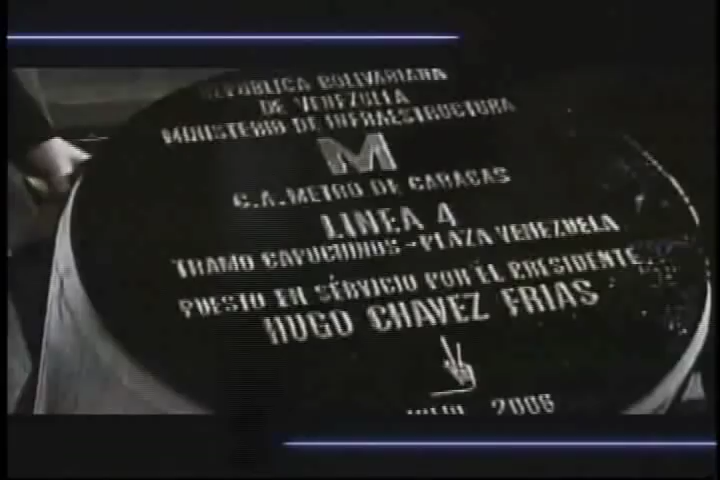 REPUBLICA BOLIVARIANA
DE VENEZUELA
MINISTERIO DE INFRAESTRUCTURA
M
C.A. METRO DE CARACAS
LINEA 4
TRAMO CAPUCHINOS - PLAZA VENEZUELA
PUESTO EN SERVICIO POR EL PRESIDENTE
HUGO CHAVEZ FRIAS
JULIO 2006